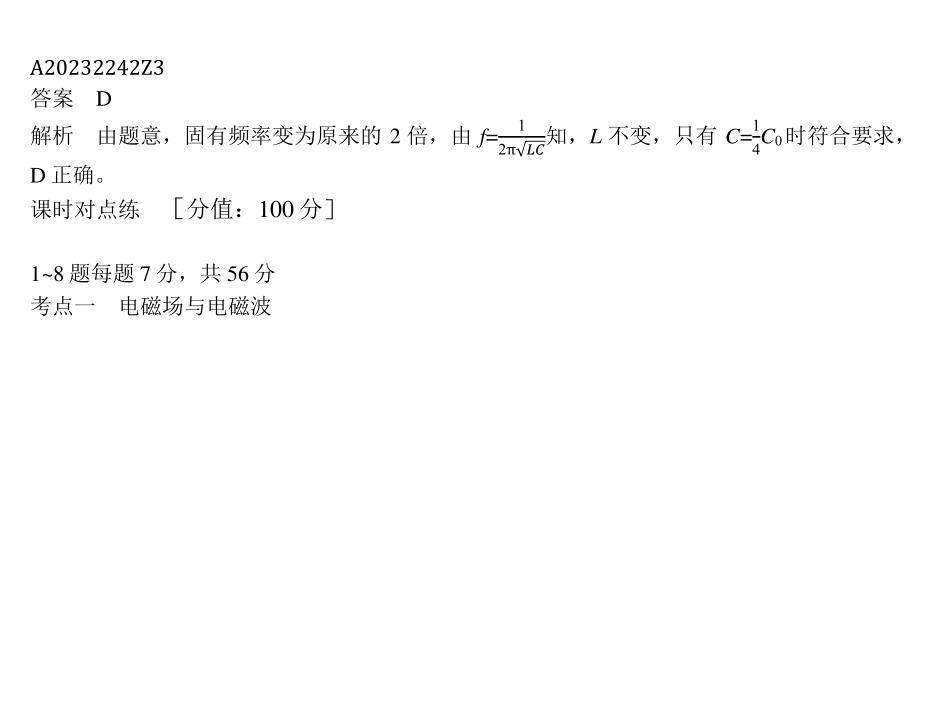 A20232242Z3
答案　D
解析　由题意，固有频率变为原来的 2 倍，由 f=\frac{1}{2π\sqrt{LC}}知，L 不变，只有 C=\frac{1}{4}C₀时符合要求，
D 正确。
课时对点练　［分值：100 分］
1~8 题每题 7 分，共 56 分
考点一　电磁场与电磁波